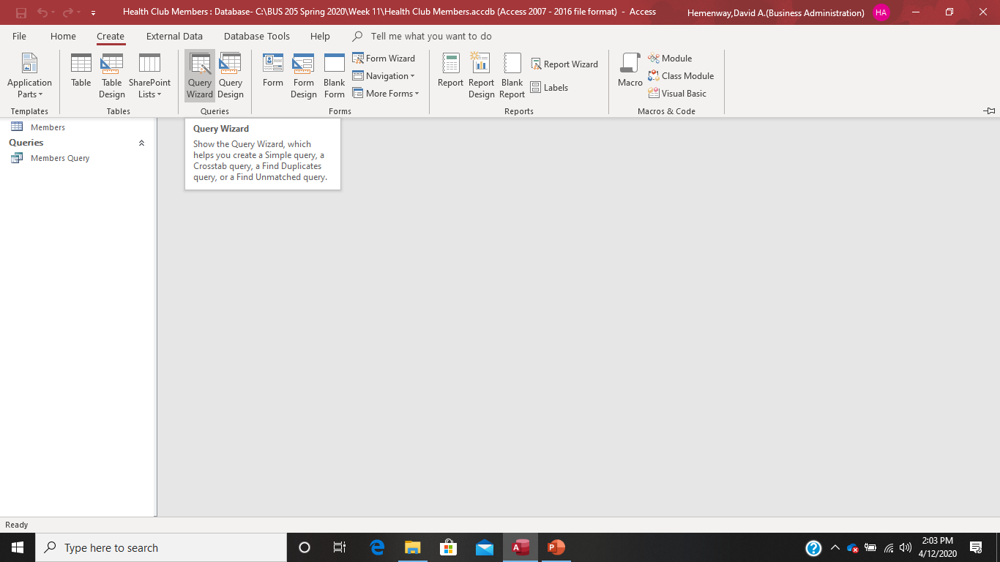 Health Club Members : Database- C:\BUS 205 Spring 2020\Week 11\Health Club Members.accdb (Access 2007 - 2016 file format) - Access
Hemenway,David A.(Business Administration)
HA
File Home Create External Data Database Tools Help Tell me what you want to do
Application Parts
Templates
Table
Table Design
SharePoint Lists
Tables
Query Wizard
Query Design
Queries
Form
Form Design
Blank Form
Form Wizard
Navigation
More Forms
Forms
Report
Report Design
Blank Report
Report Wizard
Labels
Reports
Macro
Module
Class Module
Visual Basic
Macros & Code
Members
Queries
Members Query
Query Wizard
Show the Query Wizard, which
helps you create a Simple query, a
Crosstab query, a Find Duplicates
query, or a Find Unmatched query.
Ready
Type here to search
2:03 PM
4/12/2020